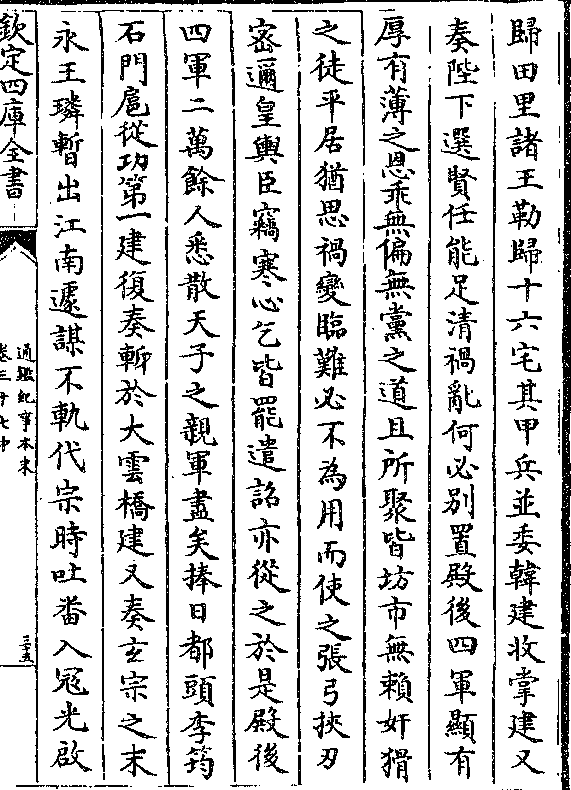 歸田里諸王勒歸十六宅其甲兵並委韓建收掌建又
奏陛下選賢任能足清禍亂何必别置殿後四軍顯有
厚有薄之恩乖無偏無黨之道且所聚皆坊市無賴奸猾
之徒平居猶思禍變臨難必不為用而使之張弓挾刃
密邇皇輿臣竊寒心乞皆罷遣詔亦從之於是殿後
四軍二萬餘人悉散天子之親軍盡矣捧日都頭李筠
石門扈從功第一建復奏斬於大雲橋建又奏玄宗之末
永王璘暫出江南遽謀不軌代宗時吐番入冦光啟
欽定四庫全書
通鑑紀事本末
卷三十七中
三十五